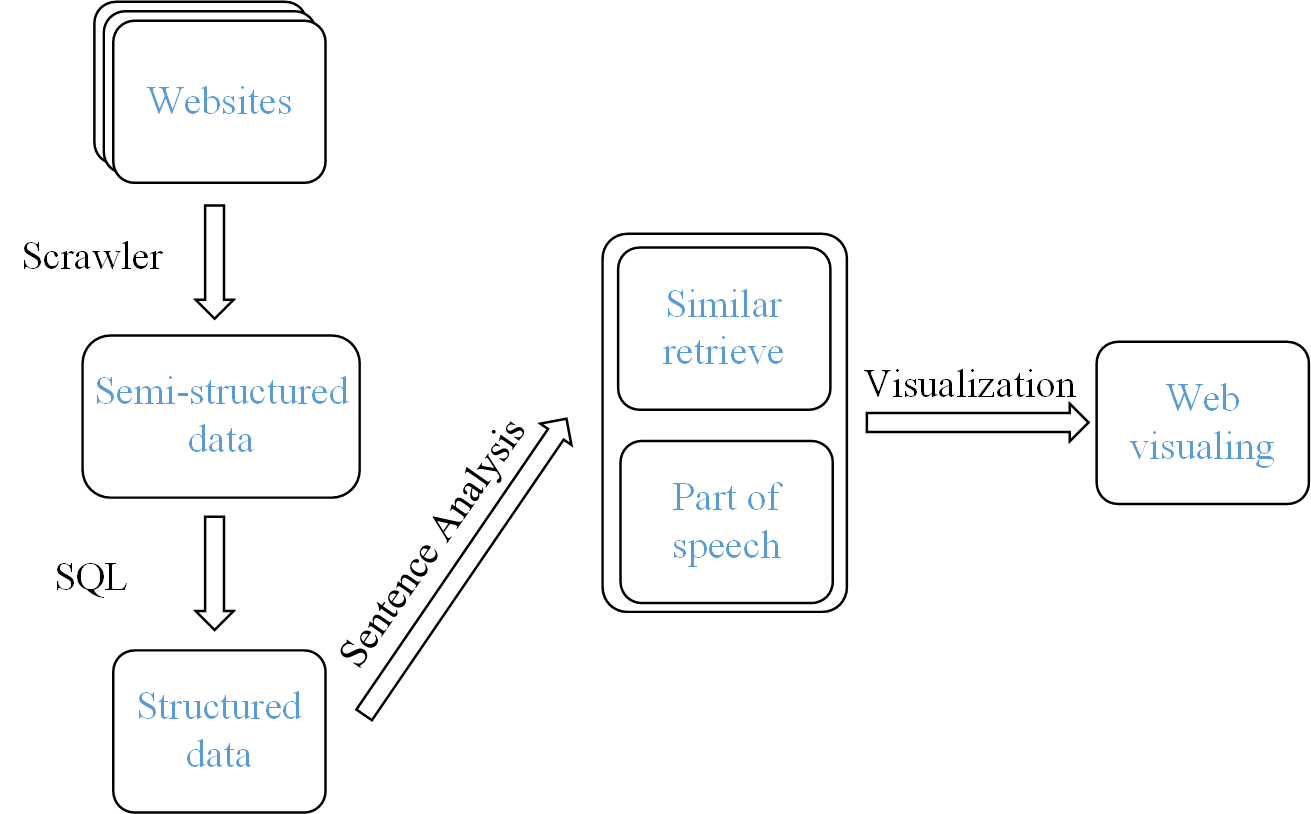 Websites
Scrawler
Semi-structured
data
SQL
Structured
data
Sentence Analysis
Similar
retrieve
Part of
speech
Visualization
Web
visualing